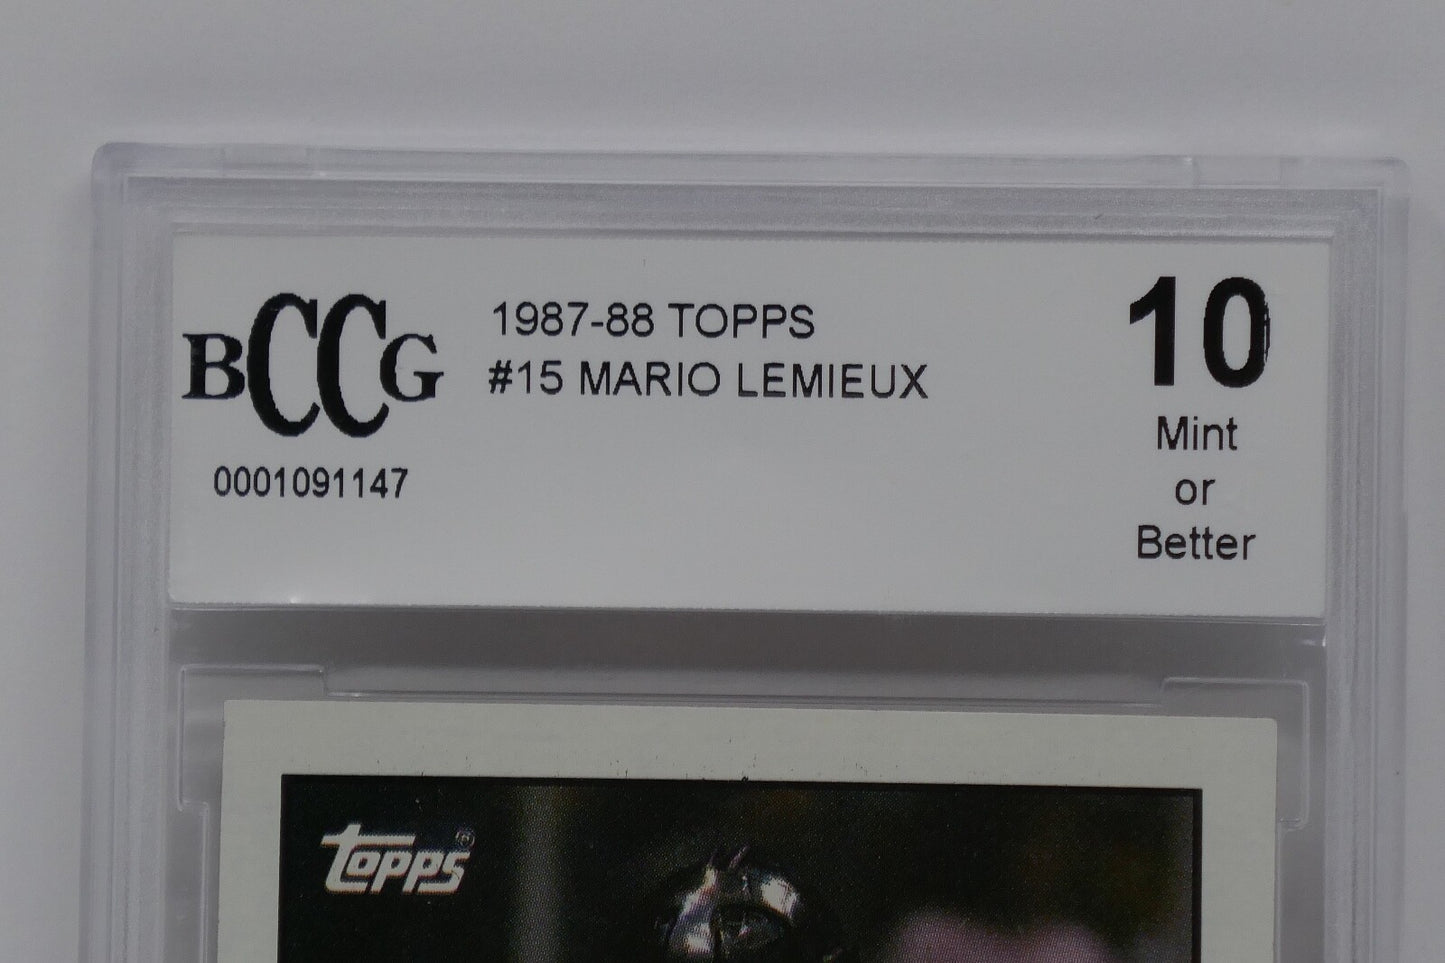 BCCG
0001091147
1987-88 TOPPS
#15 MARIO LEMIEUX
10
Mint
or
Better
TOPPS®